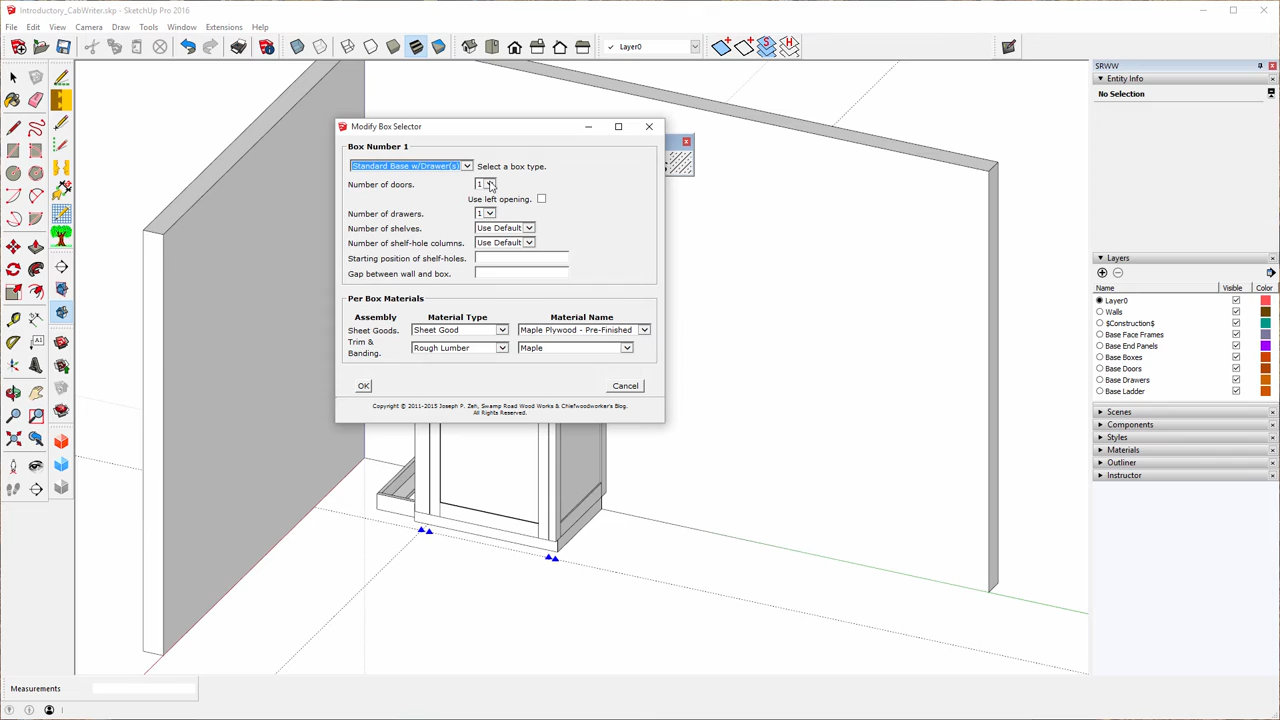 Introductory_CabWriter.skp - SketchUp Pro 2016
File Edit View Camera Draw Tools Window Extensions Help
Layer0
SRWW
Entity Info
No Selection
Modify Box Selector
Box Number 1
Standard Base w/Drawer(s) Select a box type.
Number of doors. 1
Use left opening.
Number of drawers. 1
Number of shelves. Use Default
Number of shelf-hole columns. Use Default
Starting position of shelf-holes.
Gap between wall and box.
Per Box Materials
Assembly Material Type Material Name
Sheet Goods. Sheet Good Maple Plywood - Pre-Finished
Trim & Banding. Rough Lumber Maple
OK Cancel
Copyright © 2011-2015 Joseph P. Zeh, Swamp Road Wood Works & Chiefwoodworker's Blog.
All Rights Reserved.
Layers
Name Visible Color
Layer0
Walls
$Construction$
Base Face Frames
Base End Panels
Base Boxes
Base Doors
Base Drawers
Base Ladder
Scenes
Components
Styles
Materials
Outliner
Instructor
Measurements